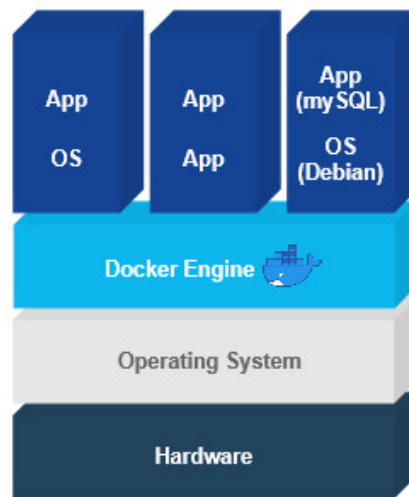 App
OS
App
App
App
(mySQL)
OS
(Debian)
Docker Engine
Operating System
Hardware